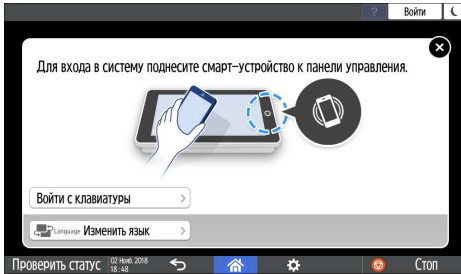 ? Войти
Для входа в систему поднесите смарт-устройство к панели управления.
Войти с клавиатуры
Language Изменить язык
Проверить статус 02 Нояб. 2018 18:48 Стоп